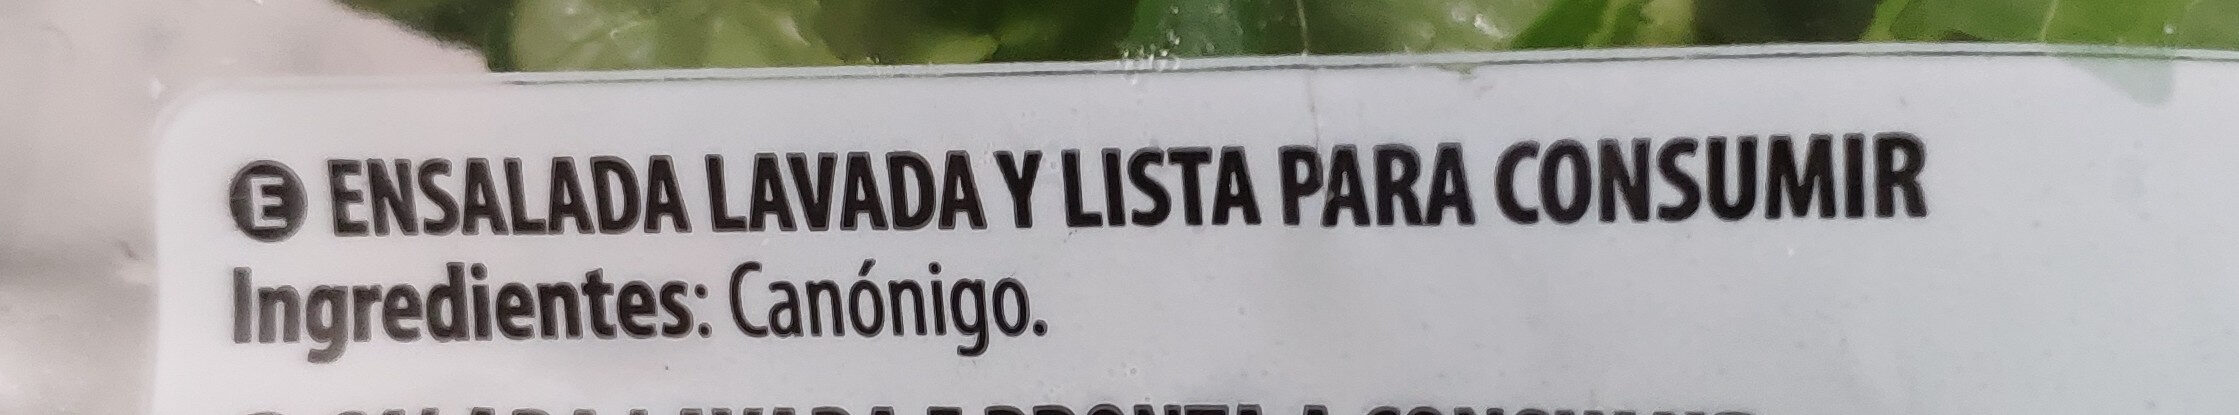 E ENSALADA LAVADA Y LISTA PARA CONSUMIR
Ingredientes: Canónigo.